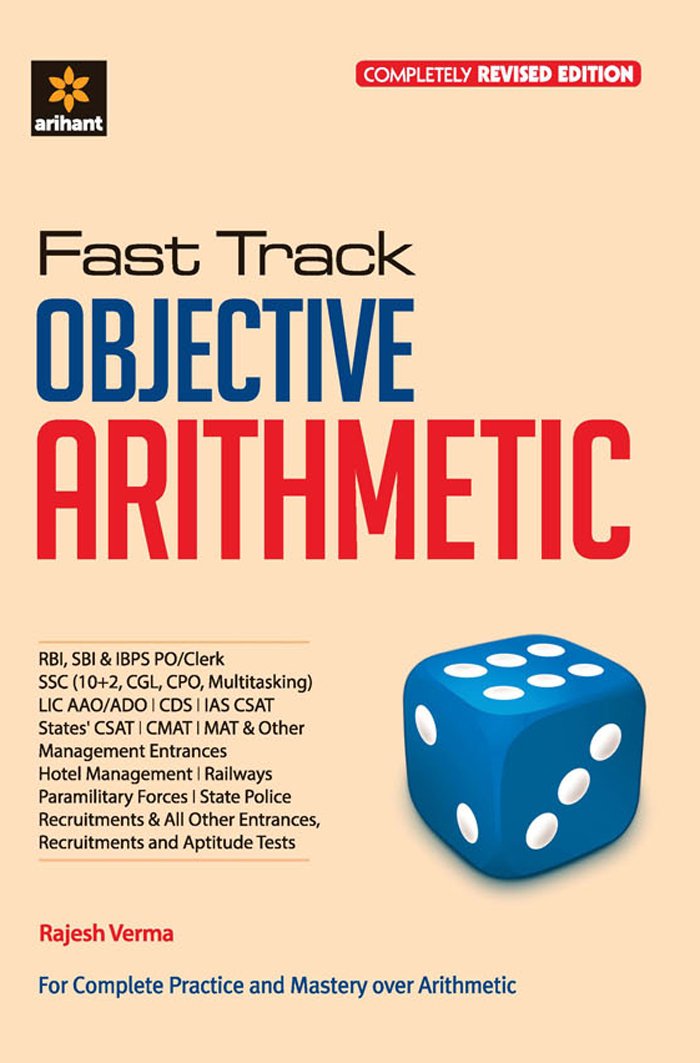 arihant
COMPLETELY REVISED EDITION
Fast Track
OBJECTIVE
ARITHMETIC
RBI, SBI & IBPS PO/Clerk
SSC (10+2, CGL, CPO, Multitasking)
LIC AAO/ADO | CDS | IAS CSAT
States' CSAT | CMAT | MAT & Other
Management Entrances
Hotel Management | Railways
Paramilitary Forces | State Police
Recruitments & All Other Entrances,
Recruitments and Aptitude Tests
Rajesh Verma
For Complete Practice and Mastery over Arithmetic